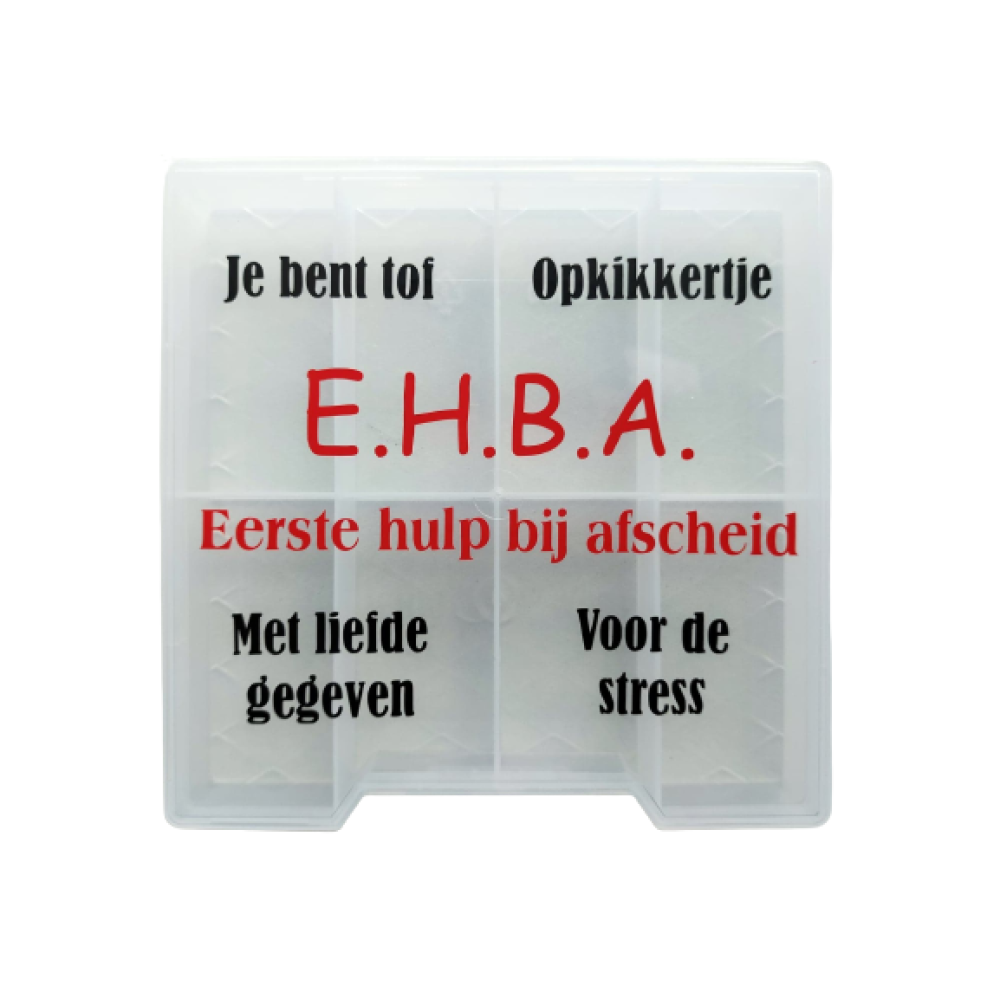 Je bent tof
Opkikkertje
E.H.B.A.
Eerste hulp bij afscheid
Met liefde
gegeven
Voor de
stress